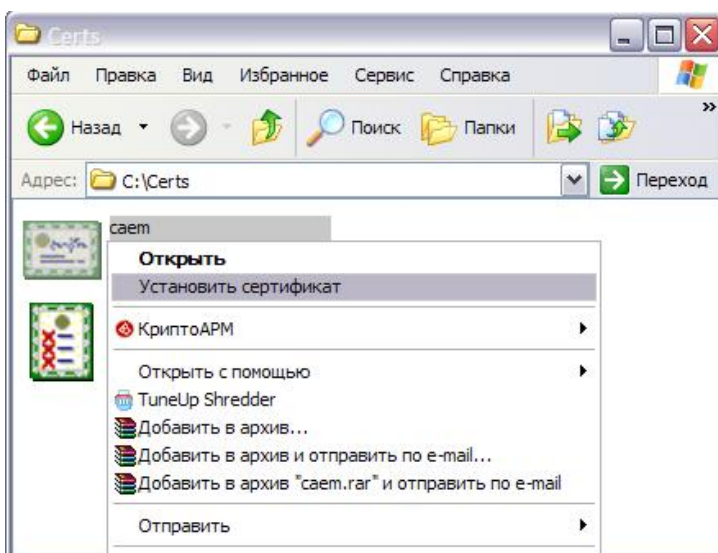 Certs
Файл Правка Вид Избранное Сервис Справка
Назад Поиск Папки »
Адрес: C:\Certs Переход
caem
Открыть
Установить сертификат
КриптоАРМ
Открыть с помощью
TuneUp Shredder
Добавить в архив...
Добавить в архив и отправить по e-mail...
Добавить в архив "caem.rar" и отправить по e-mail
Отправить